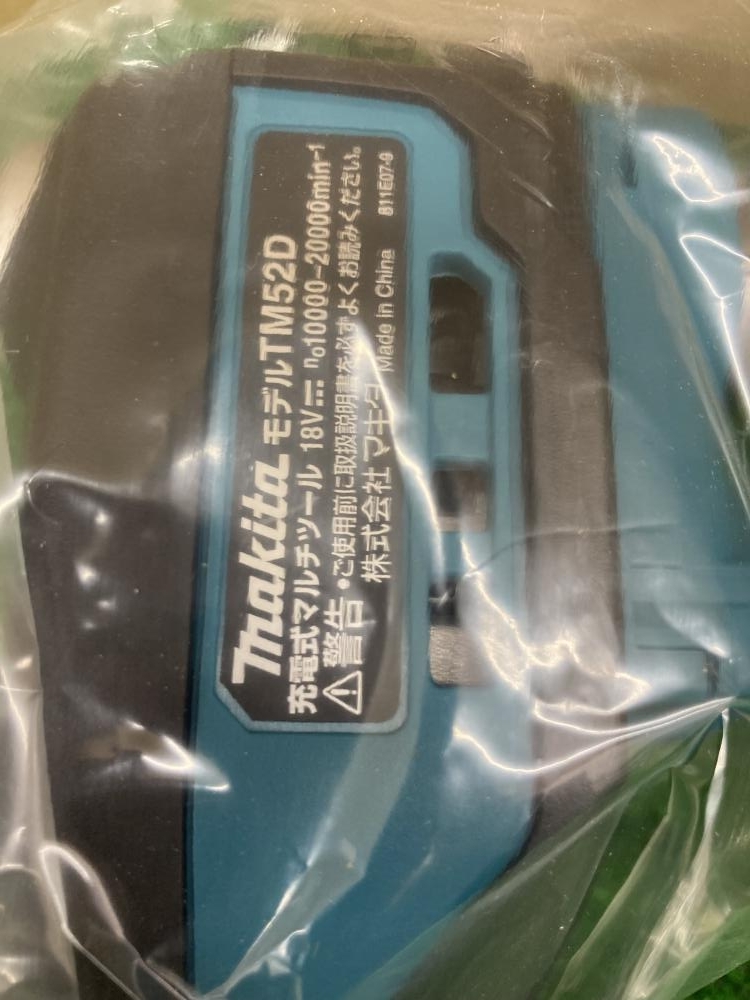 makita モデルTM52D
充電式マルチツール 18V⎓ n₀10000-20000min⁻¹
⚠警告 •ご使用前に取扱説明書を必ずよくお読みください。
株式会社 マキタ Made in China 811E07-9